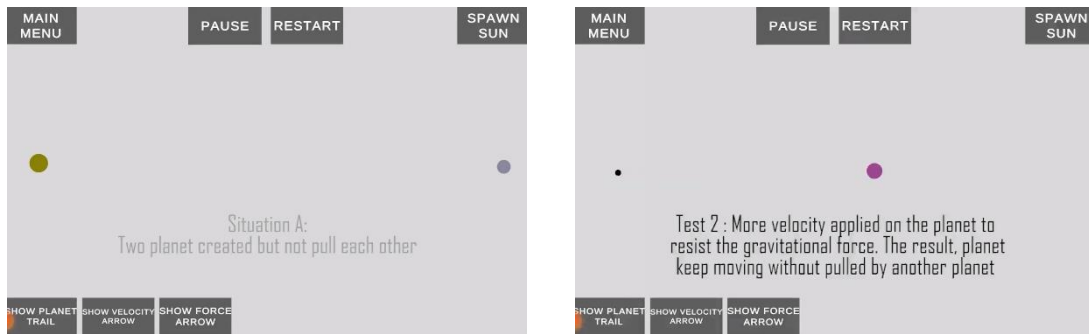 MAIN
MENU
PAUSE
RESTART
SPAWN
SUN
Situation A:
Two planet created but not pull each other
SHOW PLANET
TRAIL
SHOW VELOCITY
ARROW
SHOW FORCE
ARROW
MAIN
MENU
PAUSE
RESTART
SPAWN
SUN
Test 2 : More velocity applied on the planet to
resist the gravitational force. The result, planet
keep moving without pulled by another planet
SHOW PLANET
TRAIL
SHOW VELOCITY
ARROW
SHOW FORCE
ARROW